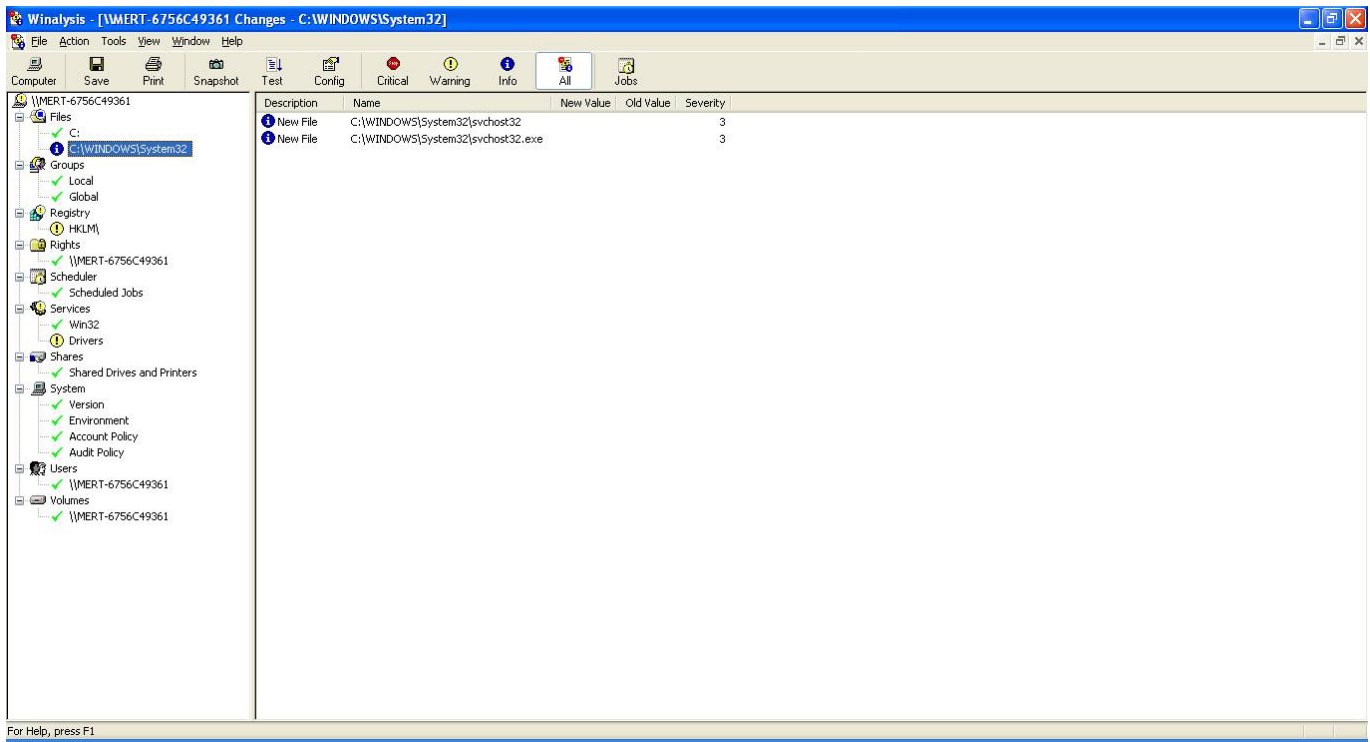 Winalysis - [\\MERT-6756C49361 Changes - C:\WINDOWS\System32]
File Action Tools View Window Help
Computer Save Print Snapshot Test Config Critical Warning Info All Jobs
\\MERT-6756C49361
Files
C:
C:\WINDOWS\System32
Groups
Local
Global
Registry
HKLM\
Rights
\\MERT-6756C49361
Scheduler
Scheduled Jobs
Services
Win32
Drivers
Shares
Shared Drives and Printers
System
Version
Environment
Account Policy
Audit Policy
Users
\\MERT-6756C49361
Volumes
\\MERT-6756C49361
Description Name New Value Old Value Severity
New File C:\WINDOWS\System32\svchost32 3
New File C:\WINDOWS\System32\svchost32.exe 3
For Help, press F1